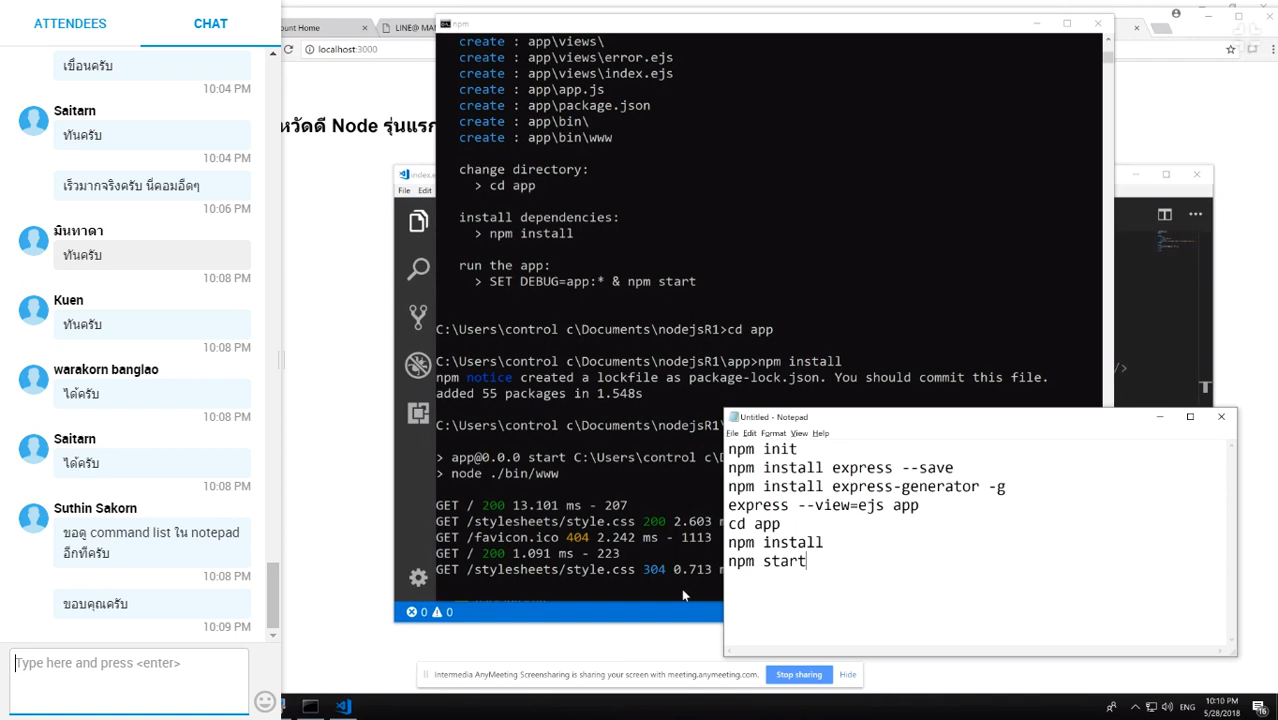 ATTENDEES
CHAT
เขื่อนครับ
10:04 PM
Saitarn
ทันครับ
10:04 PM
เร็วมากจริงครับ นี่คอมอืดๆ
10:06 PM
มินทาดา
ทันครับ
10:08 PM
Kuen
ทันครับ
10:08 PM
warakorn banglao
ได้ครับ
10:08 PM
Saitarn
ได้ครับ
10:08 PM
Suthin Sakorn
ขอดู command list ใน notepad
อีกทีครับ
10:08 PM
ขอบคุณครับ
10:09 PM
Type here and press <enter>
ount Home
LINE@ MA
localhost:3000
หวัดดี Node รุ่นแรก
index.e
File Edit
npm
create : app\views\
create : app\views\error.ejs
create : app\views\index.ejs
create : app\app.js
create : app\package.json
create : app\bin\
create : app\bin\www
change directory:
> cd app
install dependencies:
> npm install
run the app:
> SET DEBUG=app:* & npm start
C:\Users\control c\Documents\nodejsR1>cd app
C:\Users\control c\Documents\nodejsR1\app>npm install
npm notice created a lockfile as package-lock.json. You should commit this file.
added 55 packages in 1.548s
C:\Users\control c\Documents\nodejsR1\
> app@0.0.0 start C:\Users\control c\D
> node ./bin/www
GET / 200 13.101 ms - 207
GET /stylesheets/style.css 200 2.603 m
GET /favicon.ico 404 2.242 ms - 1113
GET / 200 1.091 ms - 223
GET /stylesheets/style.css 304 0.713 m
/>
0 0
Untitled - Notepad
File Edit Format View Help
npm init
npm install express --save
npm install express-generator -g
express --view=ejs app
cd app
npm install
npm start
Intermedia AnyMeeting Screensharing is sharing your screen with meeting.anymeeting.com.
Stop sharing
Hide
ENG
10:10 PM
5/28/2018
16